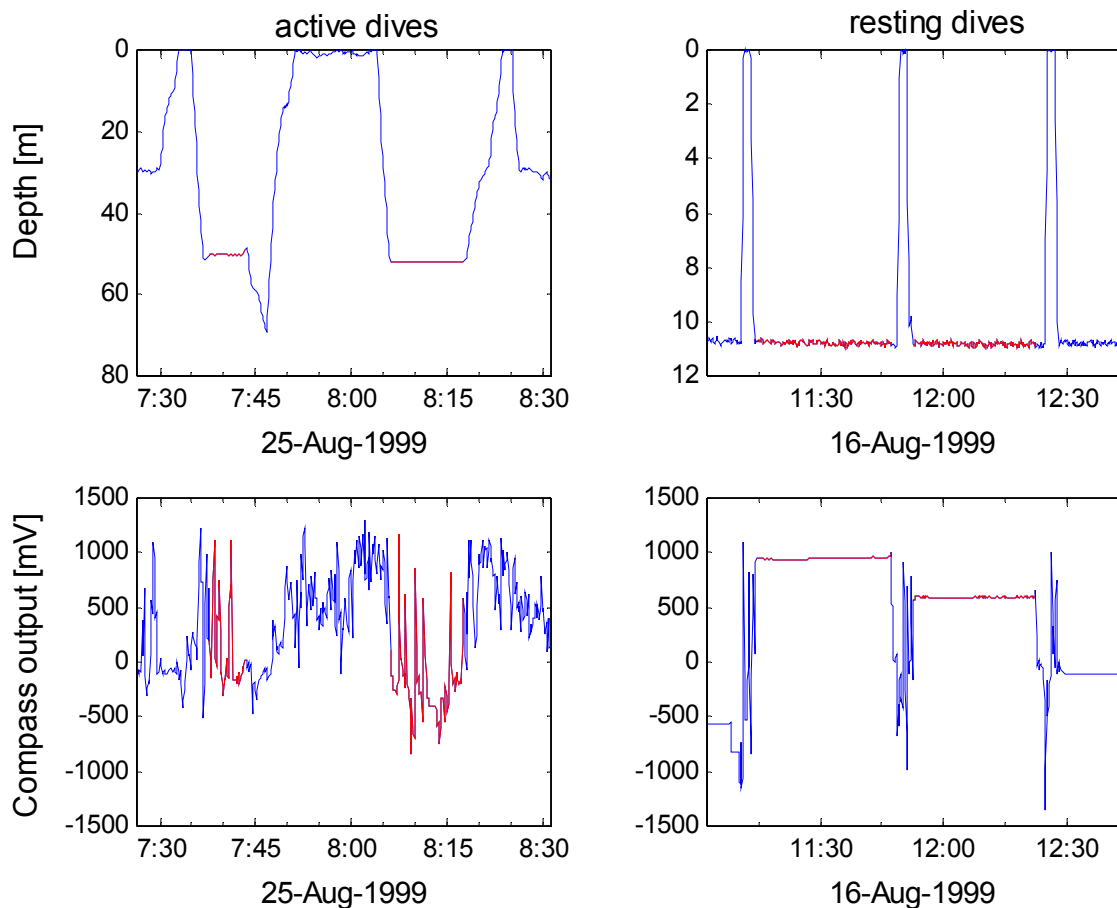 active dives
resting dives
Depth [m]
0
20
40
60
80
7:30 7:45 8:00 8:15 8:30
25-Aug-1999
0
2
4
6
8
10
12
11:30 12:00 12:30
16-Aug-1999
Compass output [mV]
1500
1000
500
0
-500
-1000
-1500
7:30 7:45 8:00 8:15 8:30
25-Aug-1999
1500
1000
500
0
-500
-1000
-1500
11:30 12:00 12:30
16-Aug-1999